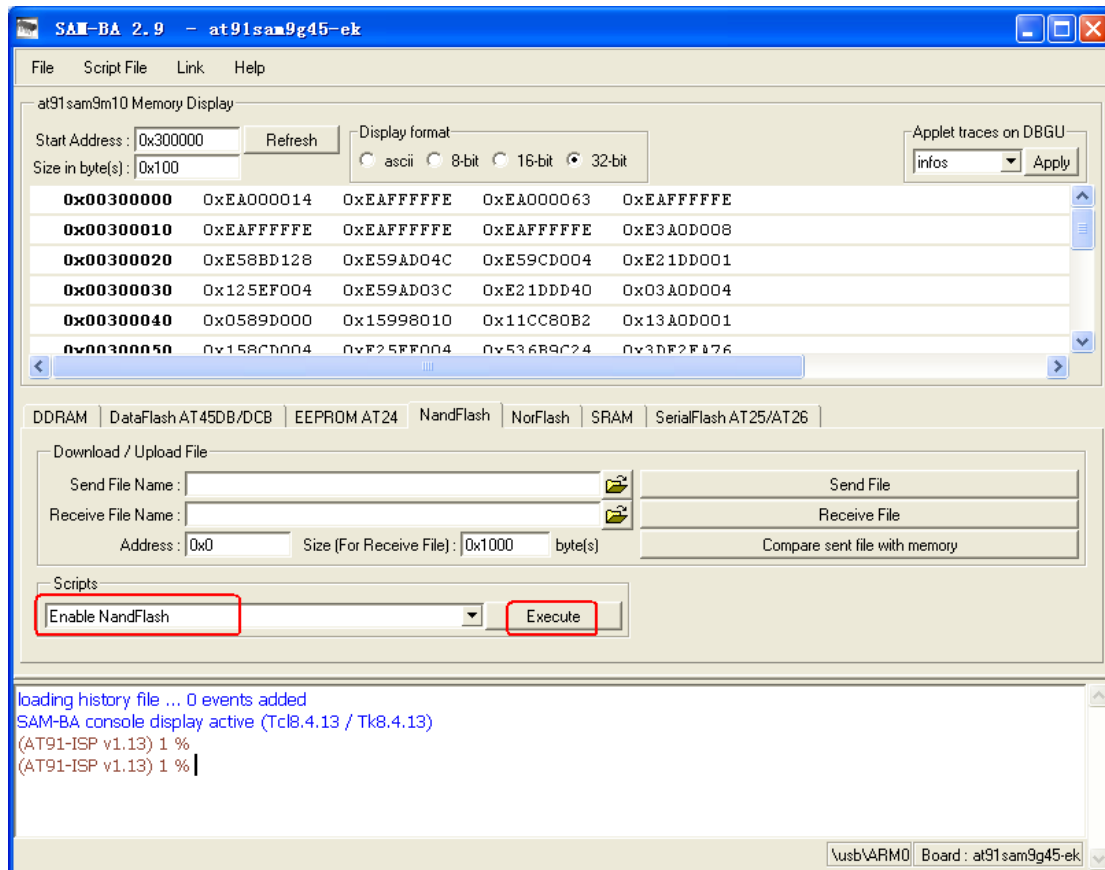 SAM-BA 2.9 - at91sam9g45-ek
File Script File Link Help
at91sam9m10 Memory Display
Start Address : 0x300000 Refresh Display format Applet traces on DBGU
Size in byte(s) : 0x100 ascii 8-bit 16-bit 32-bit infos Apply
0x00300000 0xEA000014 0xEAFFFFFE 0xEA000063 0xEAFFFFFE
0x00300010 0xEAFFFFFE 0xEAFFFFFE 0xEAFFFFFE 0xE3A0D008
0x00300020 0xE58BD128 0xE59AD04C 0xE59CD004 0xE21DD001
0x00300030 0x125EF004 0xE59AD03C 0xE21DDD40 0x03A0D004
0x00300040 0x0589D000 0x15998010 0x11CC80B2 0x13A0D001
0x00300050 0x158CD004 0xE25EF004 0x536B9C24 0x3DF2FA76
DDRAM DataFlash AT45DB/DCB EEPROM AT24 NandFlash NorFlash SRAM SerialFlash AT25/AT26
Download / Upload File
Send File Name : Send File
Receive File Name : Receive File
Address : 0x0 Size (For Receive File) : 0x1000 byte(s) Compare sent file with memory
Scripts
Enable NandFlash Execute
loading history file ... 0 events added
SAM-BA console display active (Tcl8.4.13 / Tk8.4.13)
(AT91-ISP v1.13) 1 %
(AT91-ISP v1.13) 1 %
\usb\ARM0 Board : at91sam9g45-ek